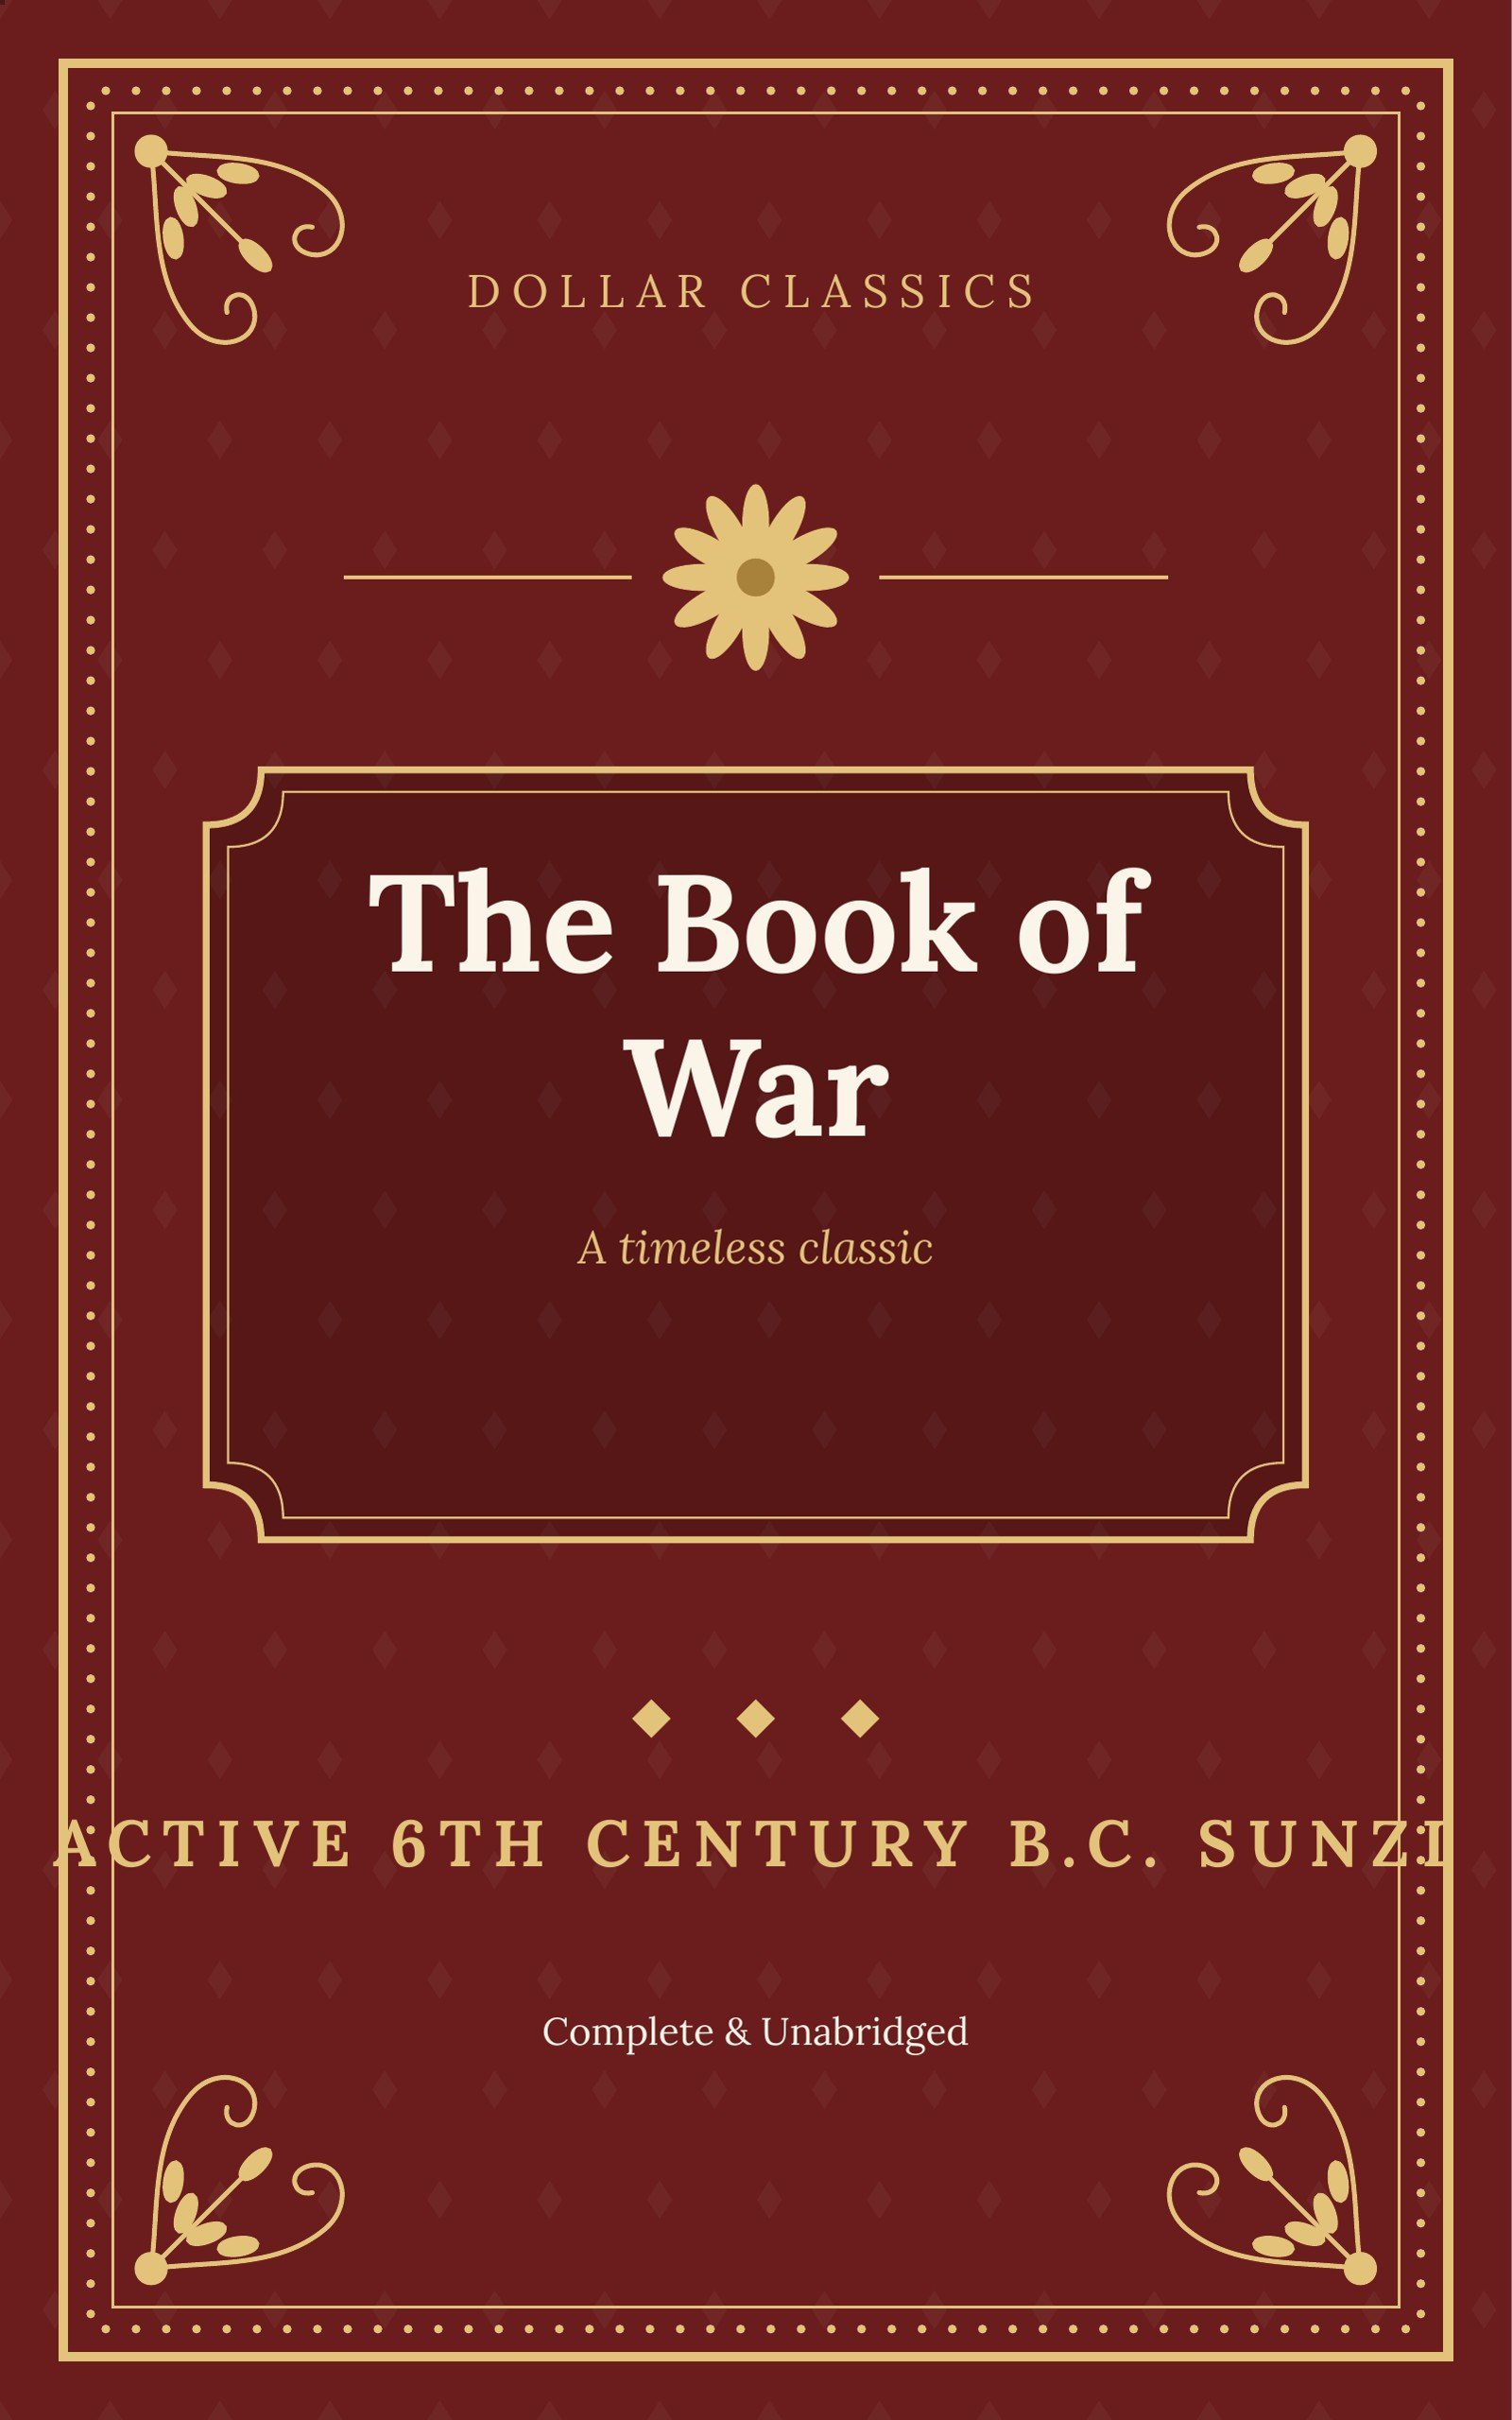 DOLLAR CLASSICS
The Book of
War
A timeless classic
ACTIVE 6TH CENTURY B.C. SUNZI
Complete & Unabridged